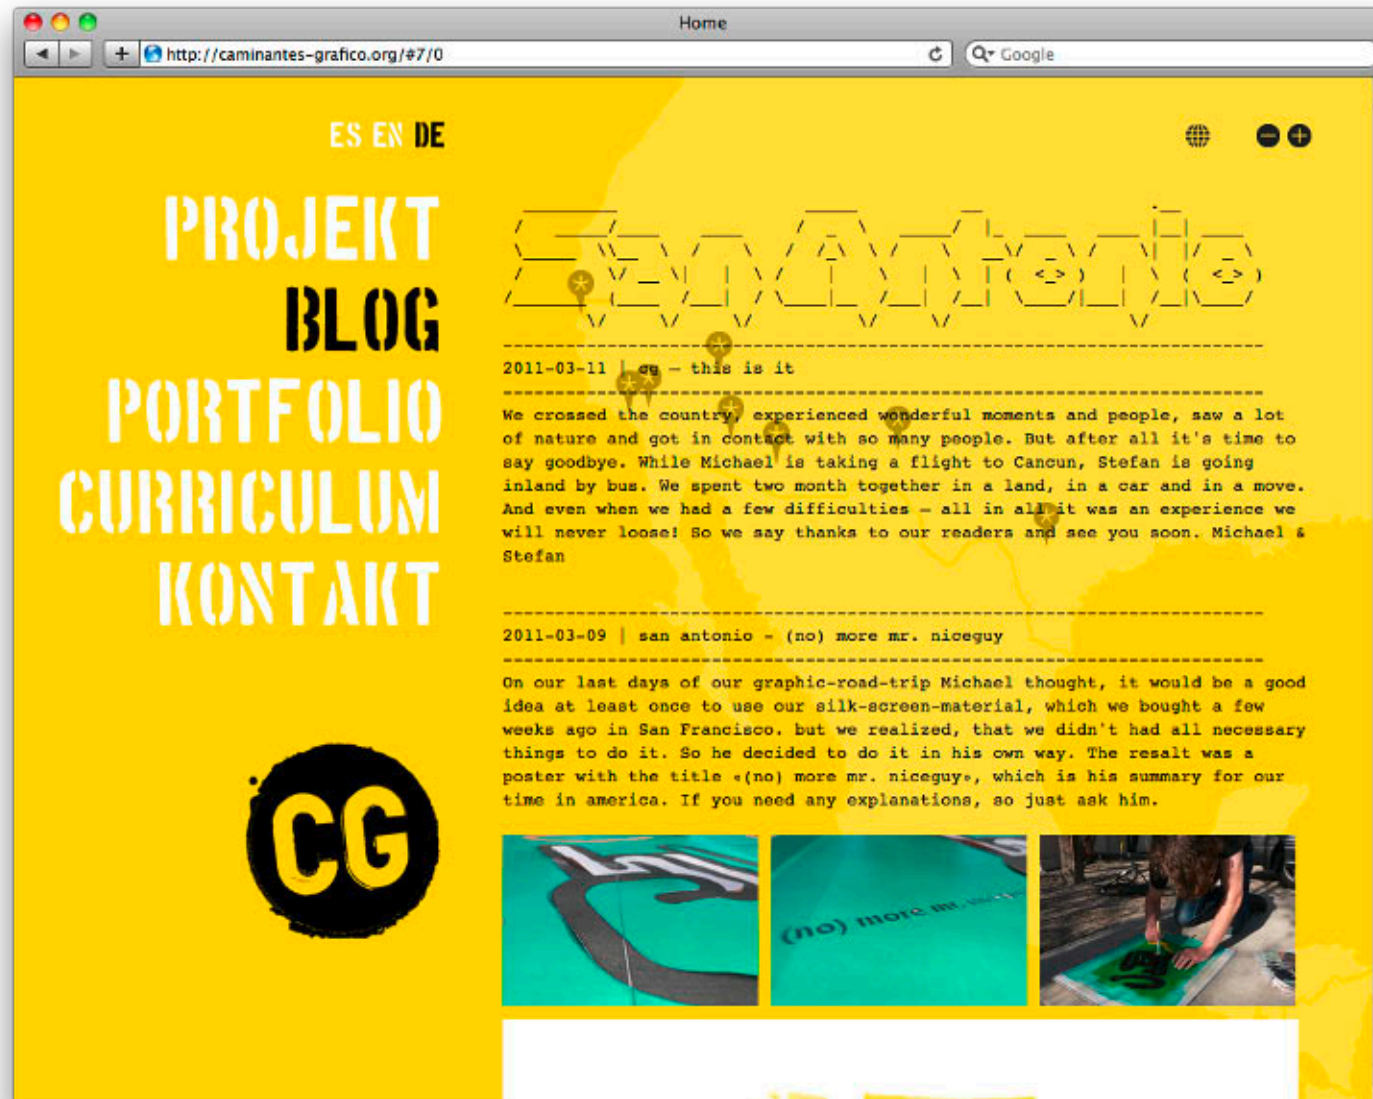 Home
http://caminantes-grafico.org/#7/0
Google
ES EN DE
PROJEKT
BLOG
PORTFOLIO
CURRICULUM
KONTAKT
CG
San Antonio
2011-03-11 | cg – this is it
We crossed the country, experienced wonderful moments and people, saw a lot
of nature and got in contact with so many people. But after all it's time to
say goodbye. While Michael is taking a flight to Cancun, Stefan is going
inland by bus. We spent two month together in a land, in a car and in a move.
And even when we had a few difficulties – all in all it was an experience we
will never loose! So we say thanks to our readers and see you soon. Michael &
Stefan
2011-03-09 | san antonio - (no) more mr. niceguy
On our last days of our graphic-road-trip Michael thought, it would be a good
idea at least once to use our silk-screen-material, which we bought a few
weeks ago in San Francisco. but we realized, that we didn't had all necessary
things to do it. So he decided to do it in his own way. The resalt was a
poster with the title «(no) more mr. niceguy», which is his summary for our
time in america. If you need any explanations, so just ask him.
(no) more mr.